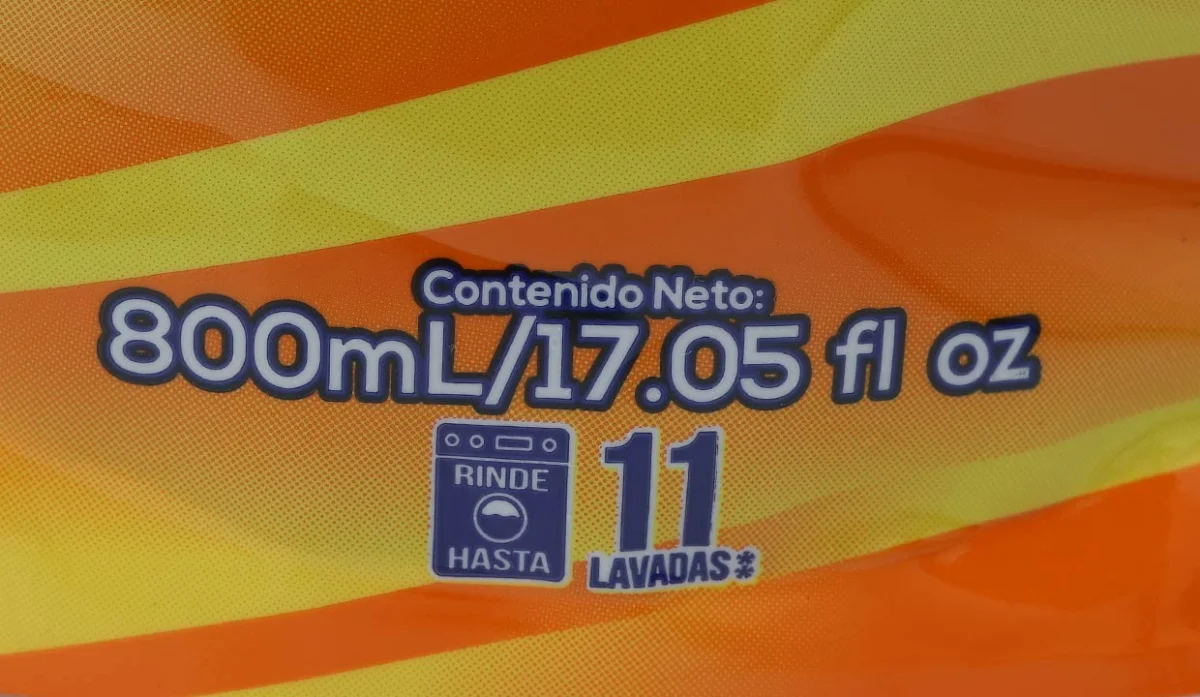 Contenido Neto:
800mL/17.05 fl oz
RINDE
HASTA
11
LAVADAS**